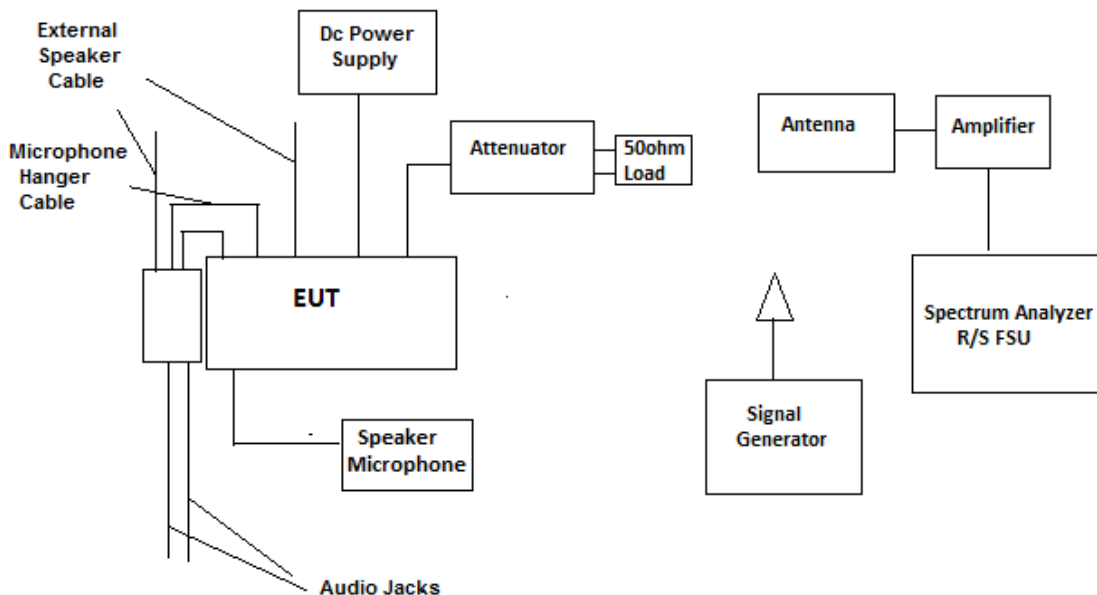 External
Speaker
Cable
Dc Power
Supply
Microphone
Hanger
Cable
Attenuator
50ohm
Load
Antenna
Amplifier
EUT
Spectrum Analyzer
R/S FSU
Signal
Generator
Speaker
Microphone
Audio Jacks